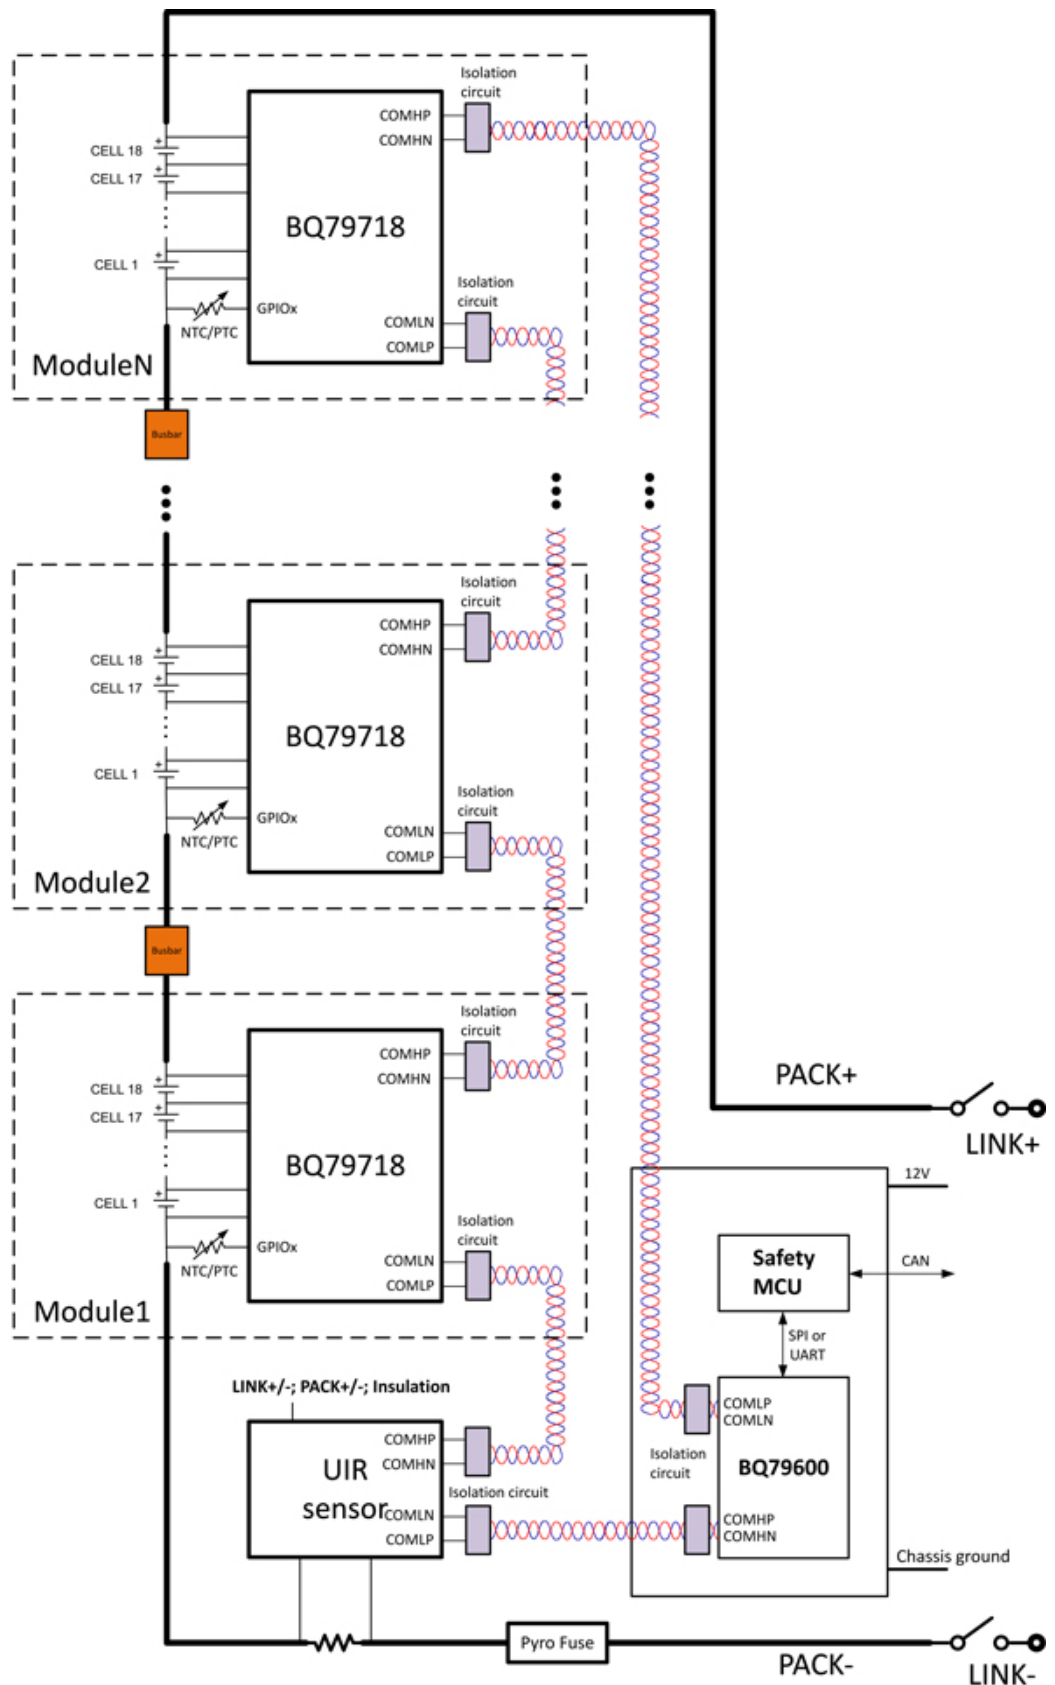 Isolation
circuit
COMHP
COMHN
CELL 18
CELL 17
BQ79718
CELL 1
Isolation
circuit
GPIOx
NTC/PTC
COMLN
COMLP
ModuleN
Busbar
Isolation
circuit
COMHP
COMHN
CELL 18
CELL 17
BQ79718
CELL 1
Isolation
circuit
GPIOx
NTC/PTC
COMLN
COMLP
Module2
Busbar
Isolation
circuit
COMHP
COMHN
CELL 18
CELL 17
BQ79718
CELL 1
Isolation
circuit
GPIOx
NTC/PTC
COMLN
COMLP
Module1
PACK+
LINK+
12V
Safety
MCU
CAN
SPI or
UART
LINK+/-; PACK+/-; Insulation
COMHP
COMHN
UIR
sensor
COMLN
COMLP
Isolation circuit
COMLP
COMLN
Isolation
circuit
BQ79600
COMHP
COMHN
Chassis ground
Pyro Fuse
PACK-
LINK-